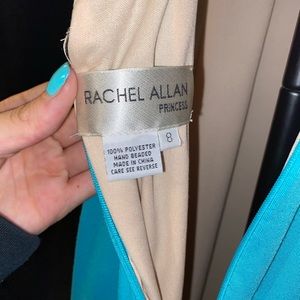 RACHEL ALLAN
PRINCESS
8
100% POLYESTER
HAND BEADED
MADE IN CHINA
CARE SEE REVERSE